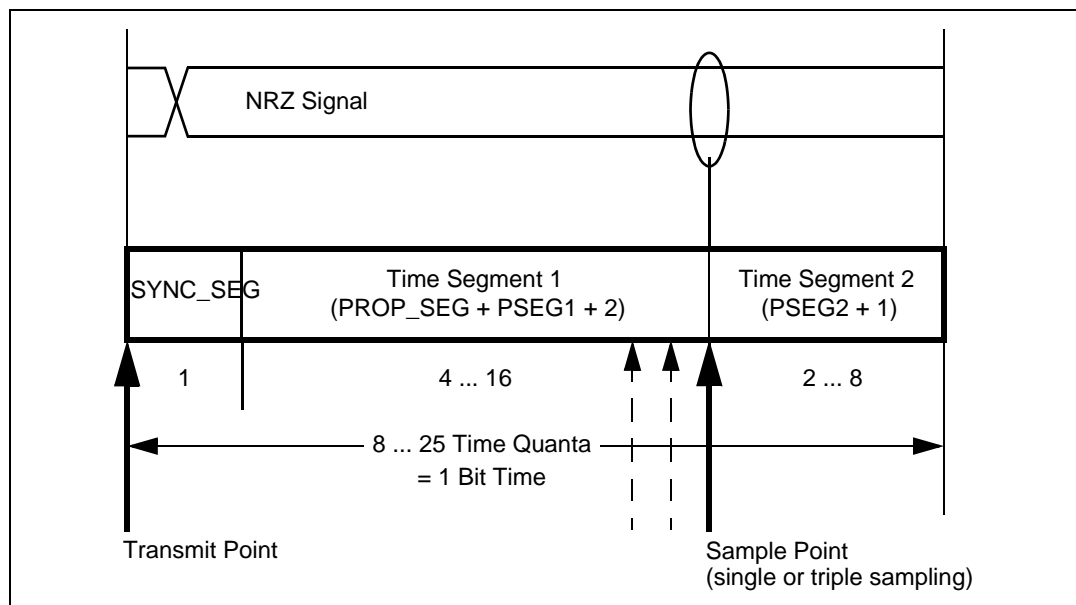 NRZ Signal
SYNC_SEG
Time Segment 1
(PROP_SEG + PSEG1 + 2)
Time Segment 2
(PSEG2 + 1)
1
4 ... 16
2 ... 8
8 ... 25 Time Quanta
= 1 Bit Time
Transmit Point
Sample Point
(single or triple sampling)